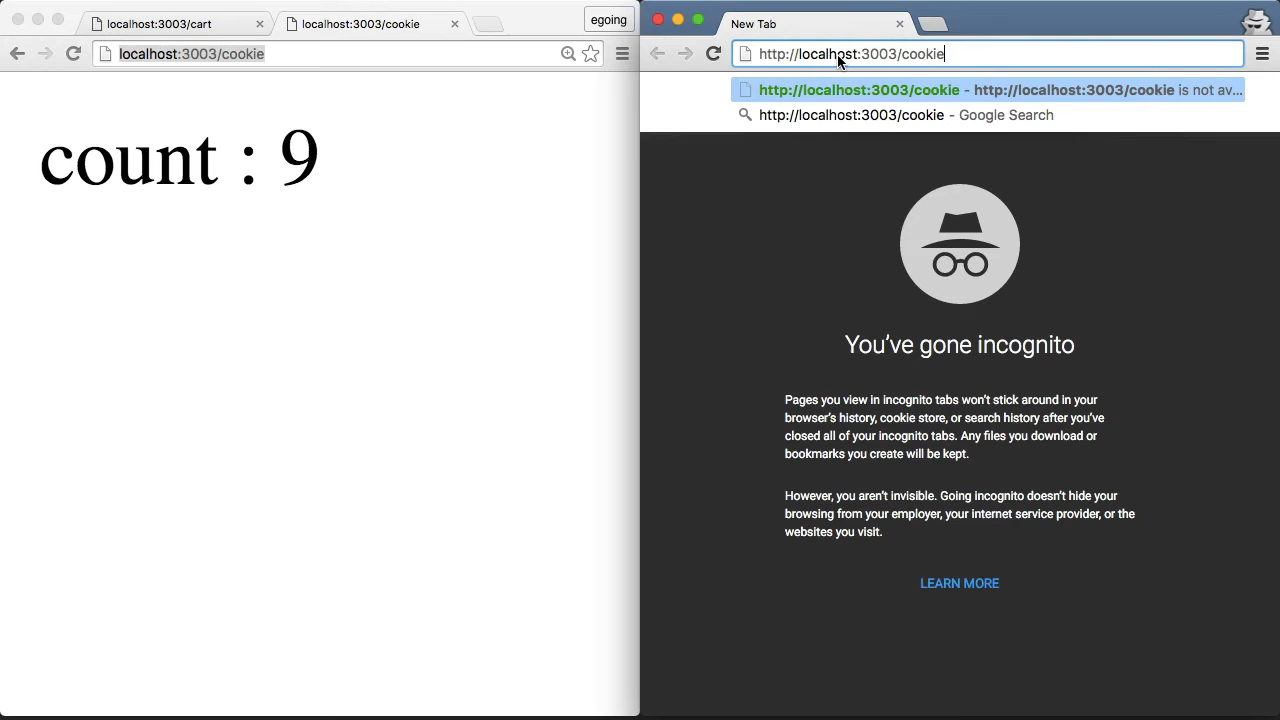 localhost:3003/cart
localhost:3003/cookie
egoing
localhost:3003/cookie
count : 9
New Tab
http://localhost:3003/cookie
http://localhost:3003/cookie - http://localhost:3003/cookie is not av...
http://localhost:3003/cookie - Google Search
You’ve gone incognito
Pages you view in incognito tabs won’t stick around in your
browser’s history, cookie store, or search history after you’ve
closed all of your incognito tabs. Any files you download or
bookmarks you create will be kept.
However, you aren’t invisible. Going incognito doesn’t hide your
browsing from your employer, your internet service provider, or the
websites you visit.
LEARN MORE